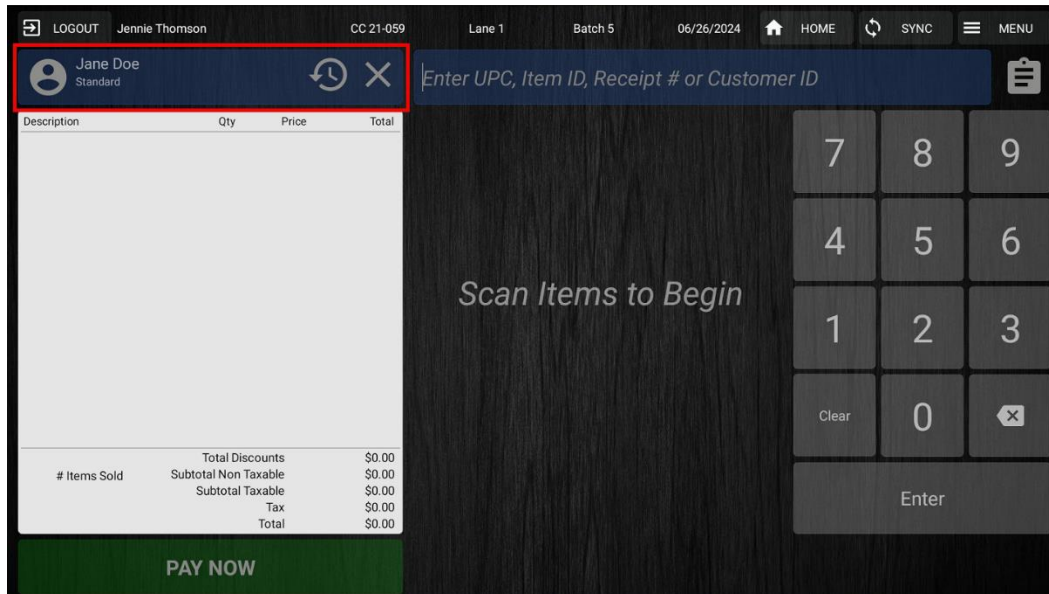 LOGOUT Jennie Thomson CC 21-059 Lane 1 Batch 5 06/26/2024 HOME SYNC MENU
Jane Doe
Standard
Enter UPC, Item ID, Receipt # or Customer ID
Description Qty Price Total
7 8 9
4 5 6
Scan Items to Begin
1 2 3
Clear 0
Enter
# Items Sold
Total Discounts $0.00
Subtotal Non Taxable $0.00
Subtotal Taxable $0.00
Tax $0.00
Total $0.00
PAY NOW